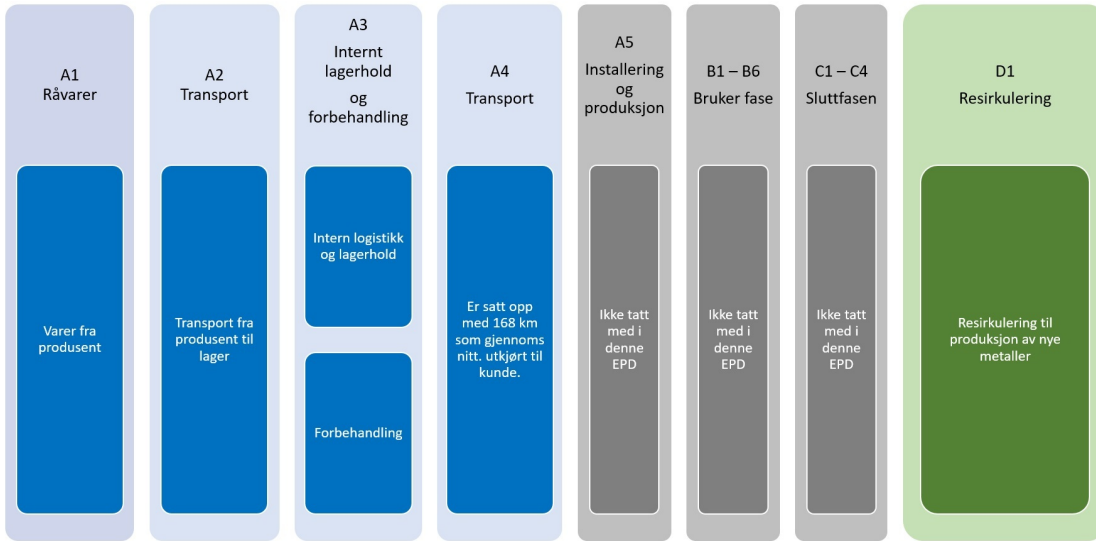 A1
Råvarer
Varer fra
produsent
A2
Transport
Transport fra
produsent til
lager
A3
Internt
lagerhold
og
forbehandling
Intern logistikk
og lagerhold
Forbehandling
A4
Transport
Er satt opp
med 168 km
som gjennoms
nitt. utkjørt til
kunde.
A5
Installering
og
produksjon
Ikke tatt
med i
denne
EPD
B1 – B6
Bruker fase
Ikke tatt
med i
denne
EPD
C1 – C4
Sluttfasen
Ikke tatt
med i
denne
EPD
D1
Resirkulering
Resirkulering til
produksjon av nye
metaller